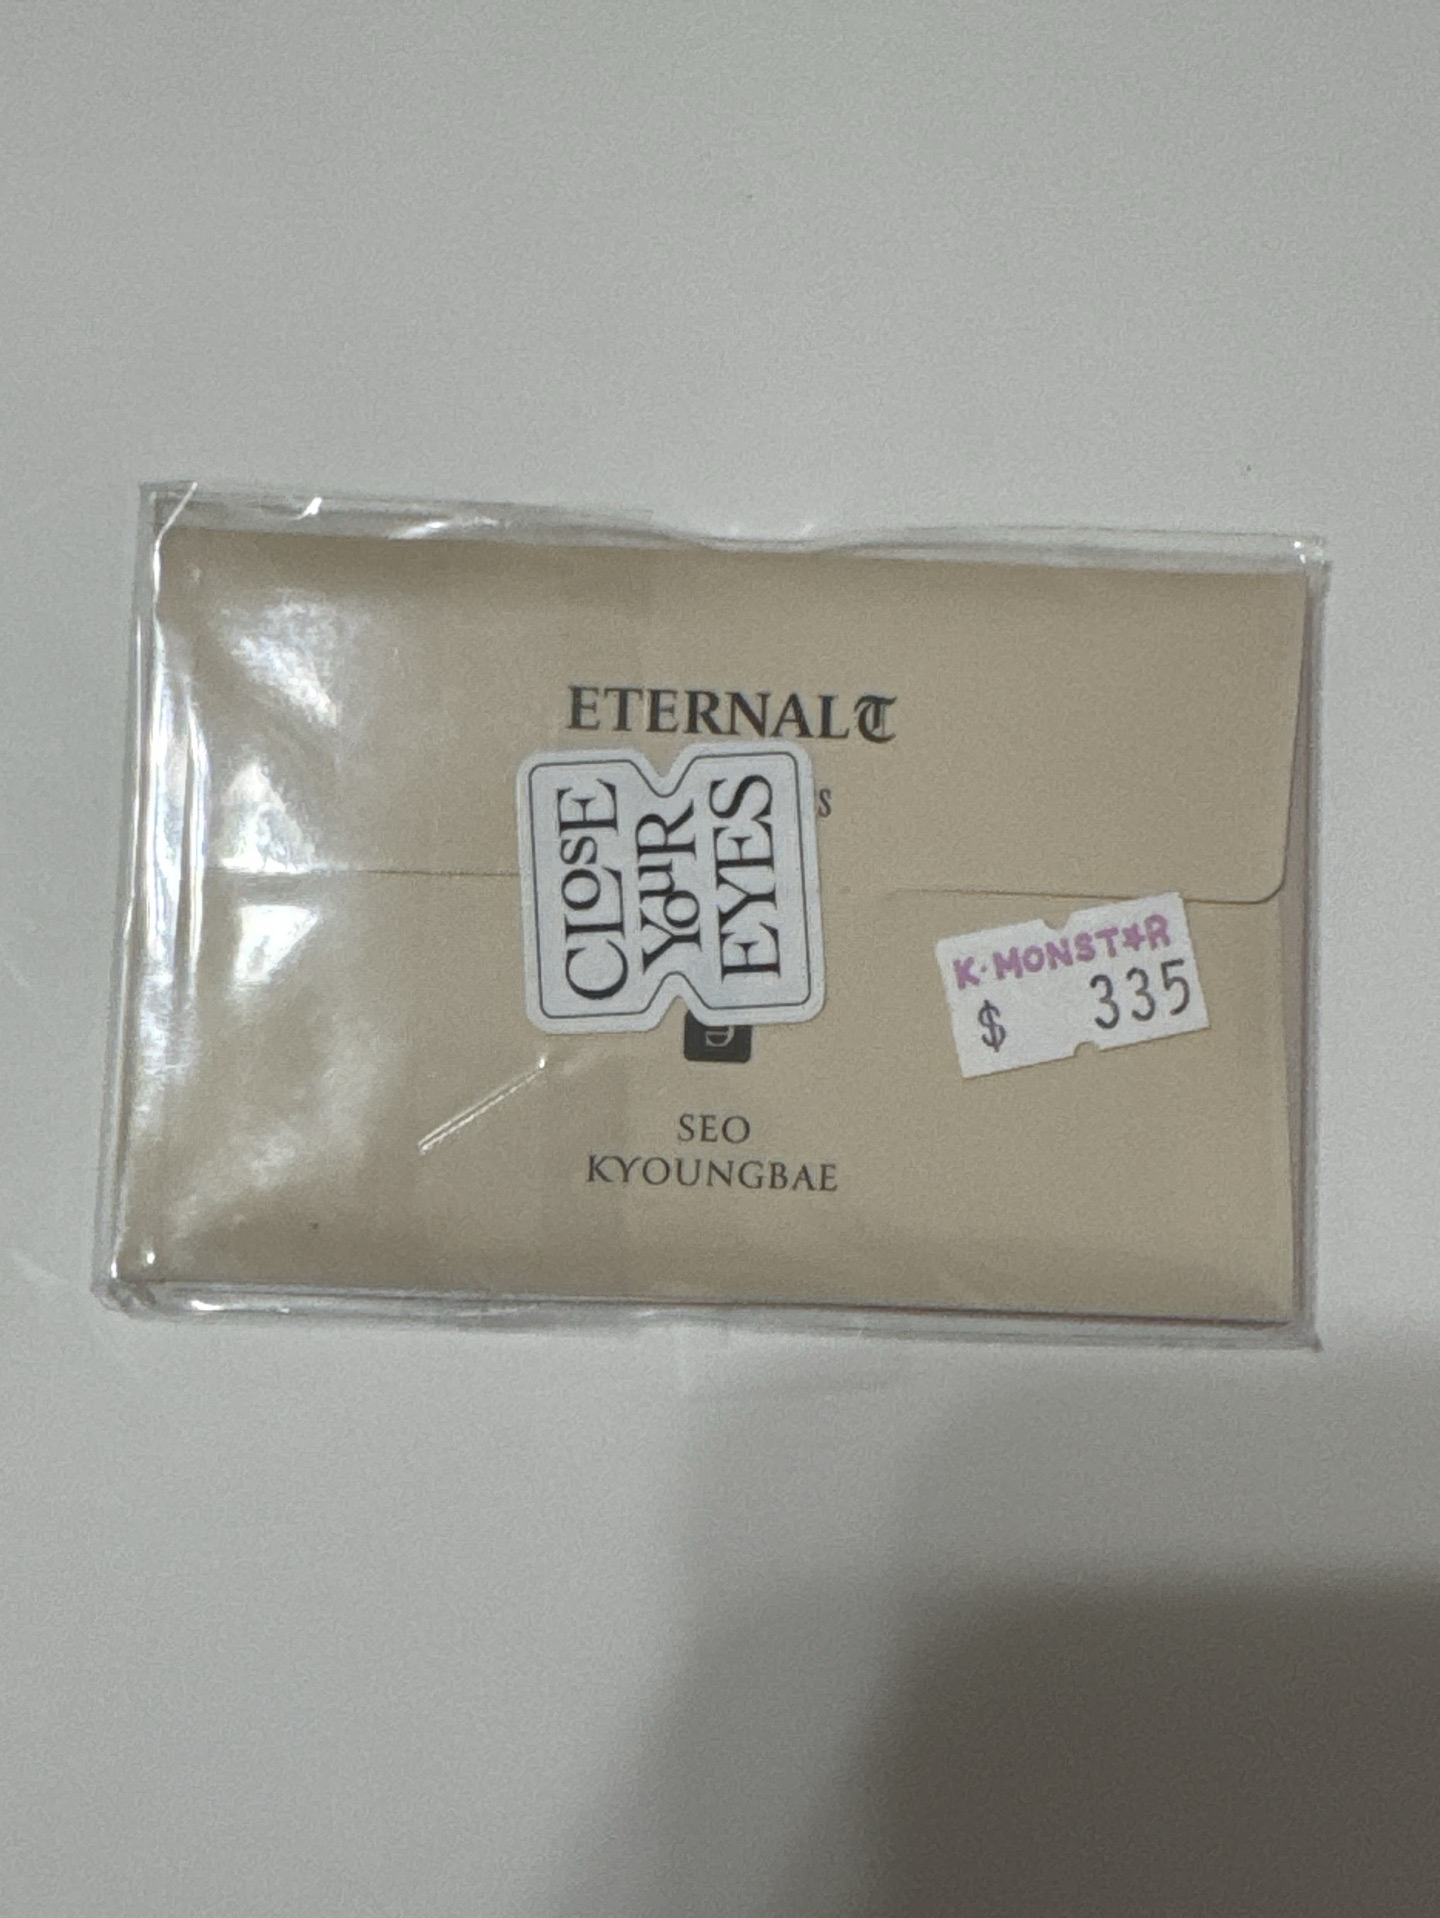 ETERNALT
S
CLOSE
YOUR
EYES
K·MONST★R
$ 335
SEO
KYOUNGBAE